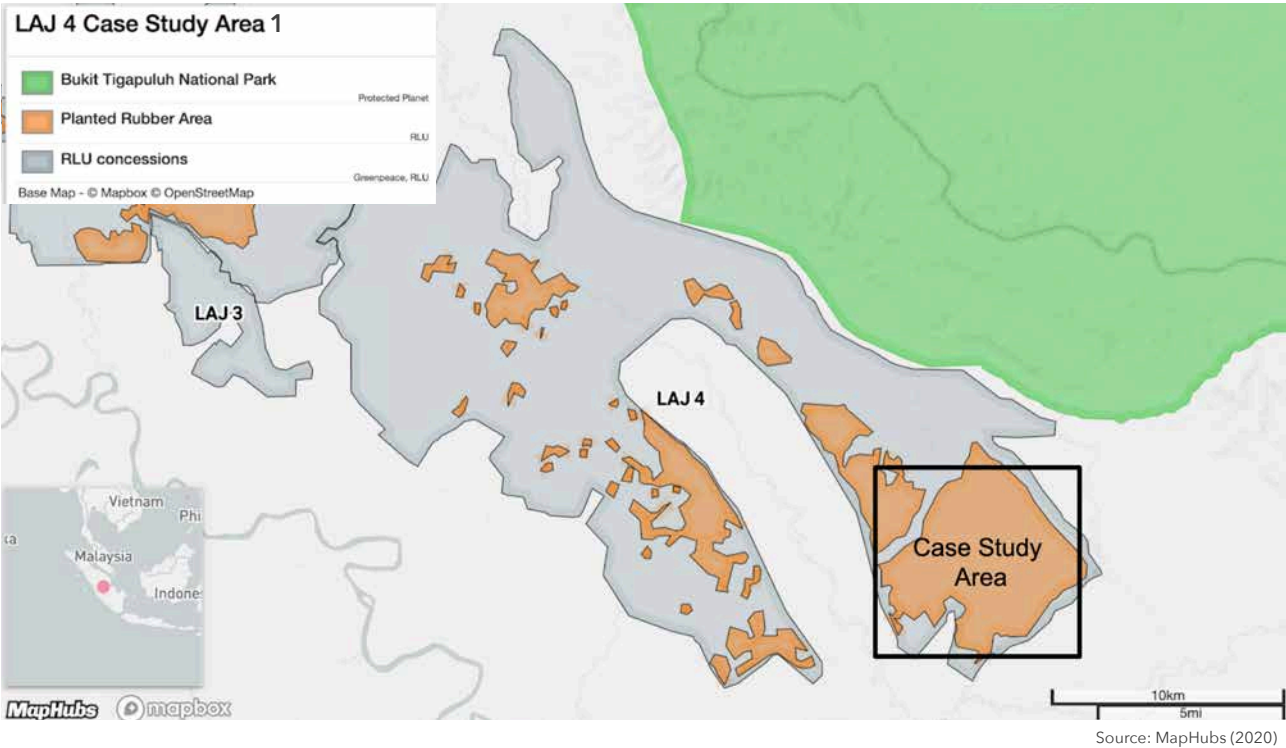 LAJ 4 Case Study Area 1
Bukit Tigapuluh National Park
Protected Planet
Planted Rubber Area
RLU
RLU concessions
Greenpeace, RLU
Base Map - © Mapbox © OpenStreetMap
LAJ 3
LAJ 4
Case Study
Area
Vietnam
Phi
ka
Malaysia
Indone
MapHubs
mapbox
10km
5mi
Source: MapHubs (2020)